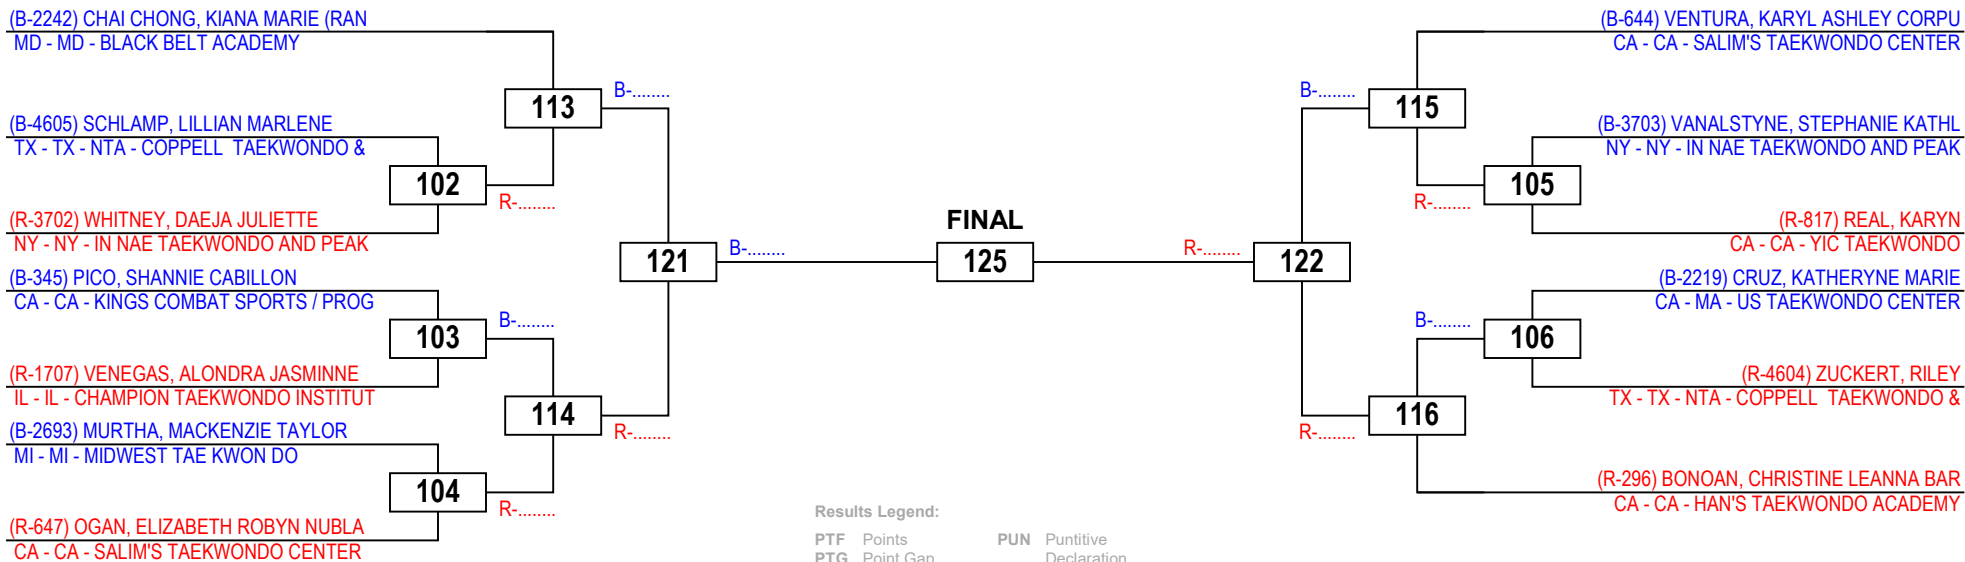 (B-2242) CHAI CHONG, KIANA MARIE (RAN
MD - MD - BLACK BELT ACADEMY
(B-4605) SCHLAMP, LILLIAN MARLENE
TX - TX - NTA - COPPELL  TAEKWONDO &
(R-3702) WHITNEY, DAEJA JULIETTE
NY - NY - IN NAE TAEKWONDO AND PEAK
(B-345) PICO, SHANNIE CABILLON
CA - CA - KINGS COMBAT SPORTS / PROG
(R-1707) VENEGAS, ALONDRA JASMINNE
IL - IL - CHAMPION TAEKWONDO INSTITUT
(B-2693) MURTHA, MACKENZIE TAYLOR
MI - MI - MIDWEST TAE KWON DO
(R-647) OGAN, ELIZABETH ROBYN NUBLA
CA - CA - SALIM'S TAEKWONDO CENTER
102
103
104
R-........
B-........
R-........
113
114
B-........
R-........
121
B-........
FINAL
125
R-........
122
B-........
R-........
115
116
R-........
B-........
105
106
(B-644) VENTURA, KARYL ASHLEY CORPU
CA - CA - SALIM'S TAEKWONDO CENTER
(B-3703) VANALSTYNE, STEPHANIE KATHL
NY - NY - IN NAE TAEKWONDO AND PEAK
(R-817) REAL, KARYN
CA - CA - YIC TAEKWONDO
(B-2219) CRUZ, KATHERYNE MARIE
CA - MA - US TAEKWONDO CENTER
(R-4604) ZUCKERT, RILEY
TX - TX - NTA - COPPELL  TAEKWONDO &
(R-296) BONOAN, CHRISTINE LEANNA BAR
CA - CA - HAN'S TAEKWONDO ACADEMY
Results Legend:
PTF Points
PUN Puntitive
PTG Point Gap
Declaration